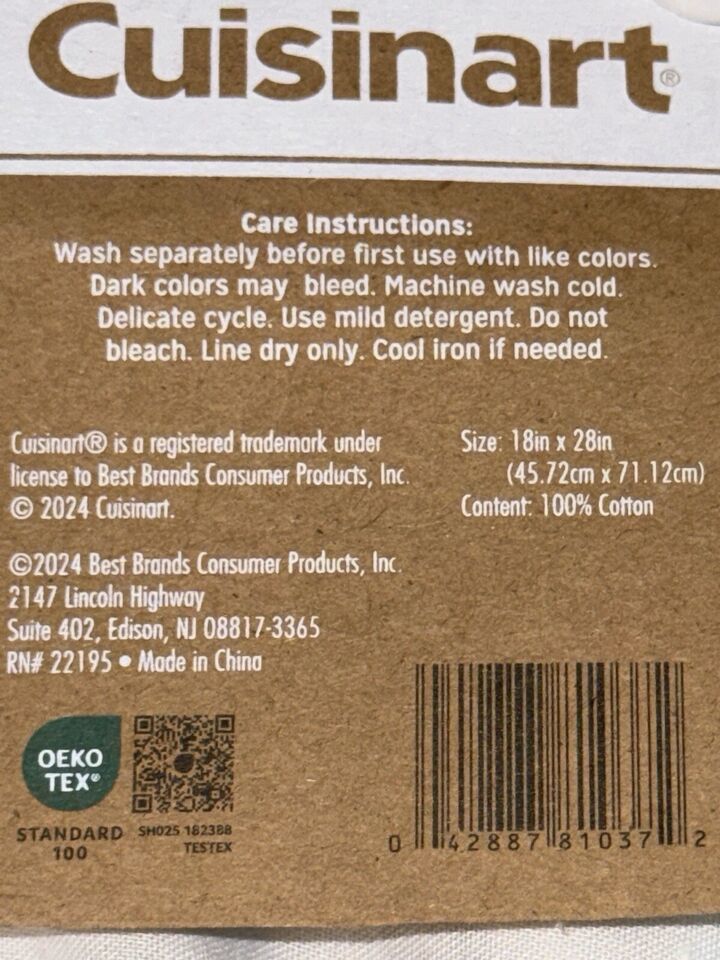 Cuisinart®
Care Instructions:
Wash separately before first use with like colors.
Dark colors may bleed. Machine wash cold.
Delicate cycle. Use mild detergent. Do not
bleach. Line dry only. Cool iron if needed.
Cuisinart® is a registered trademark under
license to Best Brands Consumer Products, Inc.
© 2024 Cuisinart.
©2024 Best Brands Consumer Products, Inc.
2147 Lincoln Highway
Suite 402, Edison, NJ 08817-3365
RN# 22195 • Made in China
Size: 18in x 28in
(45.72cm x 71.12cm)
Content: 100% Cotton
OEKO
TEX®
STANDARD
100
SH025 182388
TESTEX
0 42887 81037 2